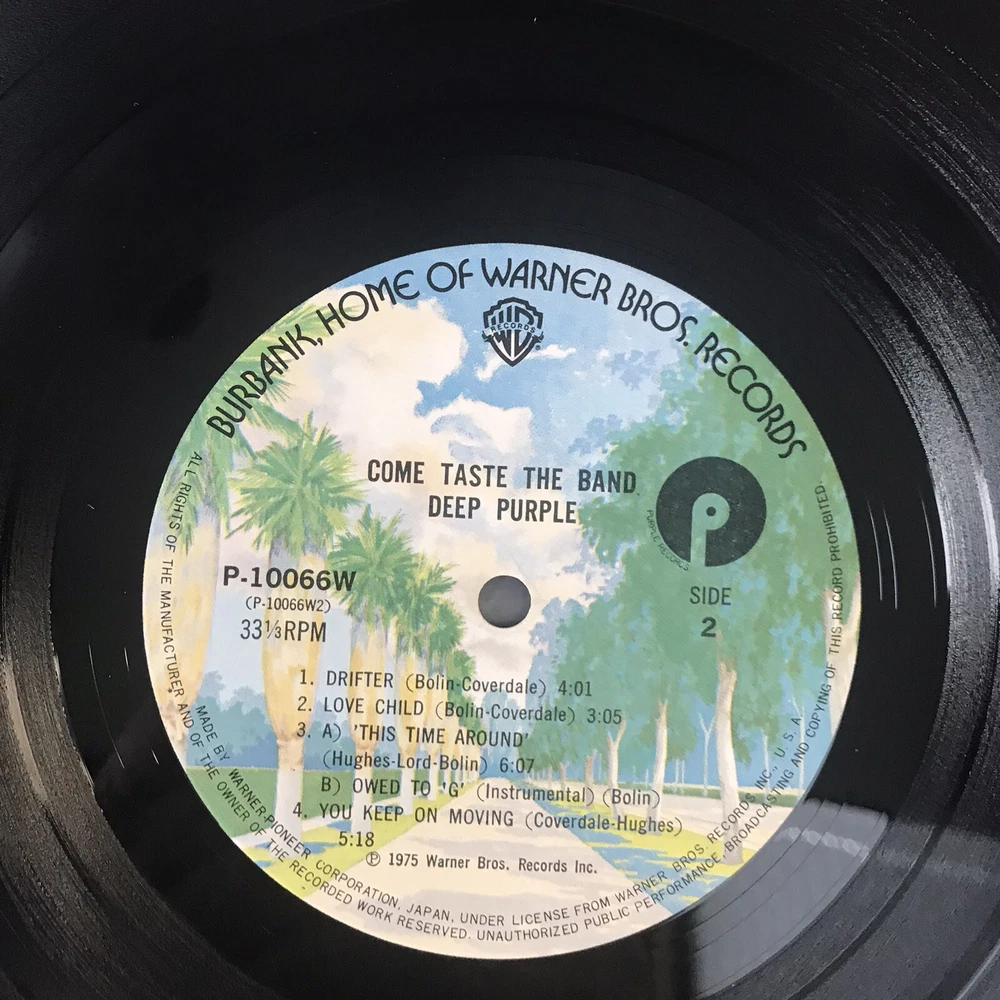 BURBANK, HOME OF WARNER BROS. RECORDS
RECORDS
COME TASTE THE BAND
DEEP PURPLE
PURPLE RECORDS
P-10066W
(P-10066W2)
33⅓RPM
SIDE
2
1. DRIFTER (Bolin-Coverdale) 4:01
2. LOVE CHILD (Bolin-Coverdale) 3:05
3. A) 'THIS TIME AROUND'
(Hughes-Lord-Bolin) 6:07
B) OWED TO 'G' (Instrumental) (Bolin)
4. YOU KEEP ON MOVING (Coverdale-Hughes)
5:18
℗ 1975 Warner Bros. Records Inc.
MADE BY WARNER-PIONEER CORPORATION, JAPAN, UNDER LICENSE FROM WARNER BROS. RECORDS INC., U.S.A.
ALL RIGHTS OF THE MANUFACTURER AND OF THE OWNER OF THE RECORDED WORK RESERVED. UNAUTHORIZED PUBLIC PERFORMANCE, BROADCASTING AND COPYING OF THIS RECORD PROHIBITED.